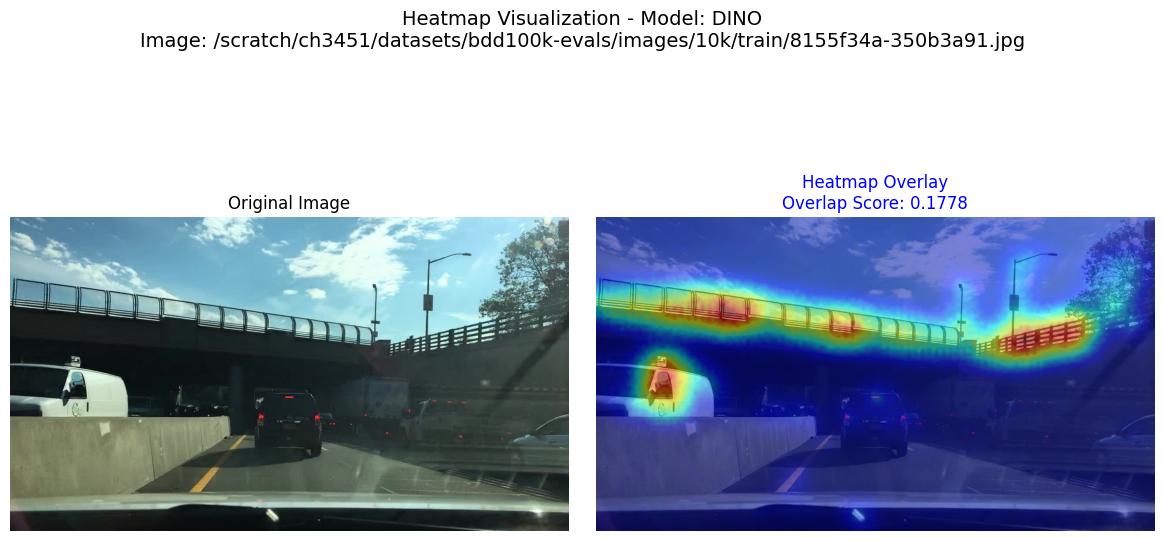 Heatmap Visualization - Model: DINO
Image: /scratch/ch3451/datasets/bdd100k-evals/images/10k/train/8155f34a-350b3a91.jpg
Original Image
Heatmap Overlay
Overlap Score: 0.1778